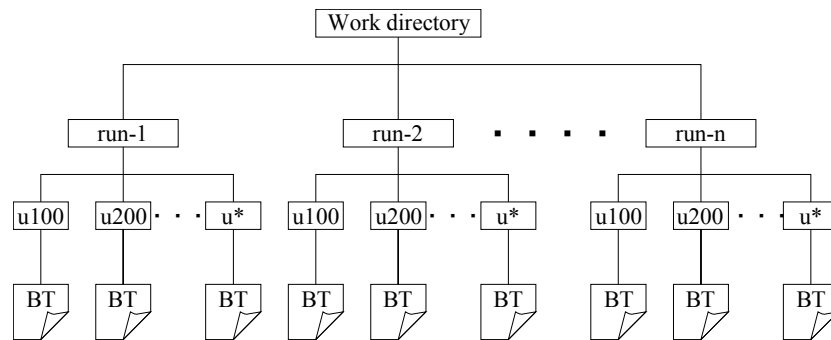 Work directory
run-1 run-2 . . . . run-n
u100 u200 . . . u* u100 u200 . . . u* u100 u200 . . . u*
BT BT BT BT BT BT BT BT BT